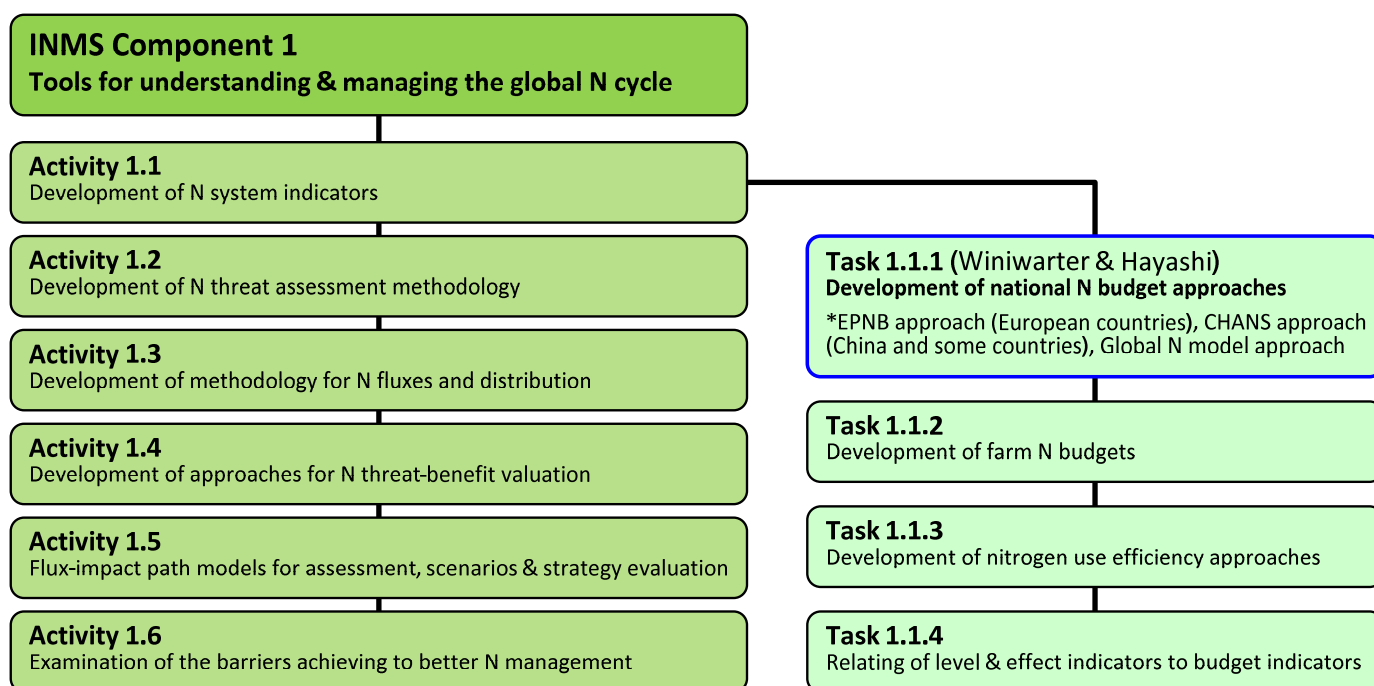 INMS Component 1
Tools for understanding & managing the global N cycle
Activity 1.1
Development of N system indicators
Activity 1.2
Development of N threat assessment methodology
Activity 1.3
Development of methodology for N fluxes and distribution
Activity 1.4
Development of approaches for N threat-benefit valuation
Activity 1.5
Flux-impact path models for assessment, scenarios & strategy evaluation
Activity 1.6
Examination of the barriers achieving to better N management
Task 1.1.1 (Winiwarter & Hayashi)
Development of national N budget approaches
*EPNB approach (European countries), CHANS approach
(China and some countries), Global N model approach
Task 1.1.2
Development of farm N budgets
Task 1.1.3
Development of nitrogen use efficiency approaches
Task 1.1.4
Relating of level & effect indicators to budget indicators